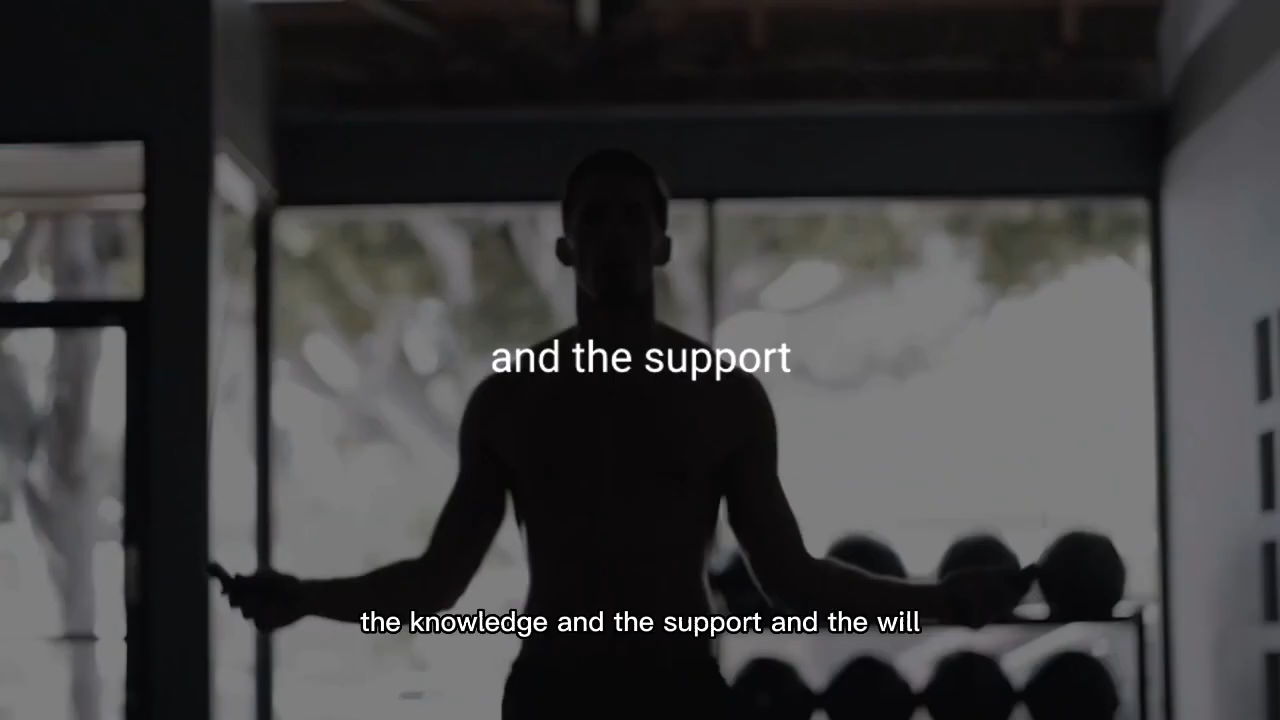 and the support
the knowledge and the support and the will